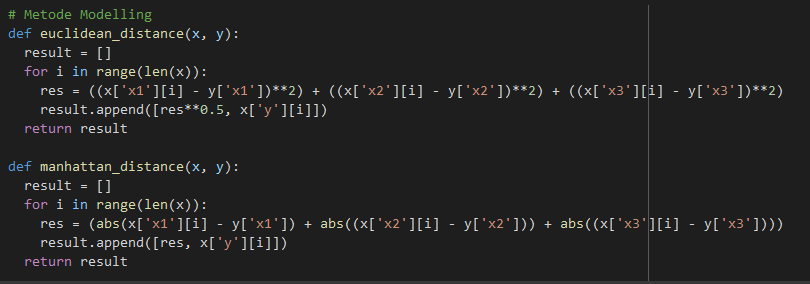 # Metode Modelling
def euclidean_distance(x, y):
  result = []
  for i in range(len(x)):
    res = ((x['x1'][i] - y['x1'])**2) + ((x['x2'][i] - y['x2'])**2) + ((x['x3'][i] - y['x3'])**2)
    result.append([res**0.5, x['y'][i]])
  return result

def manhattan_distance(x, y):
  result = []
  for i in range(len(x)):
    res = (abs(x['x1'][i] - y['x1']) + abs((x['x2'][i] - y['x2'])) + abs((x['x3'][i] - y['x3'])))
    result.append([res, x['y'][i]])
  return result